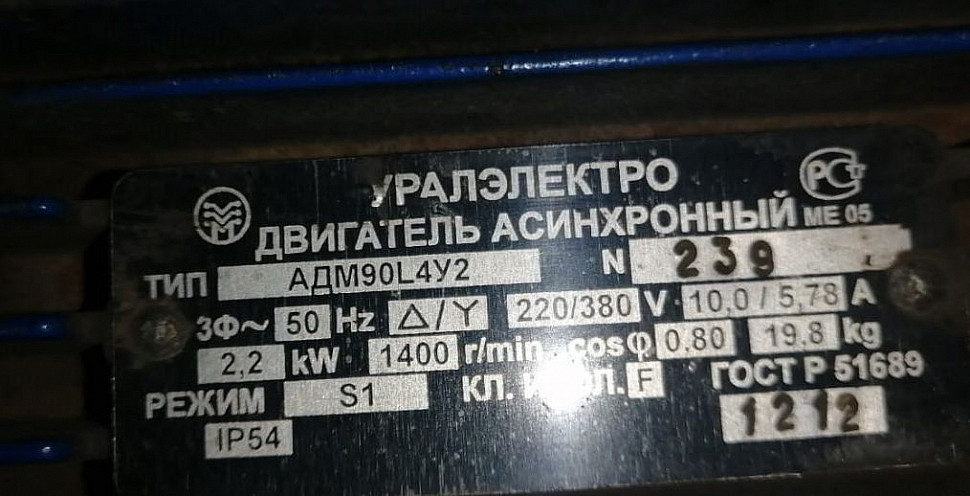 УРАЛЭЛЕКТРО
ДВИГАТЕЛЬ АСИНХРОННЫЙ МЕ 05
ТИП АДМ90L4У2 N 239
3Ф~ 50 Hz Δ/Y 220/380 V 10,0/5,78 A
2,2 kW 1400 r/min cosφ 0,80 19,8 kg
РЕЖИМ S1 КЛ. F ГОСТ Р 51689
IP54 1212